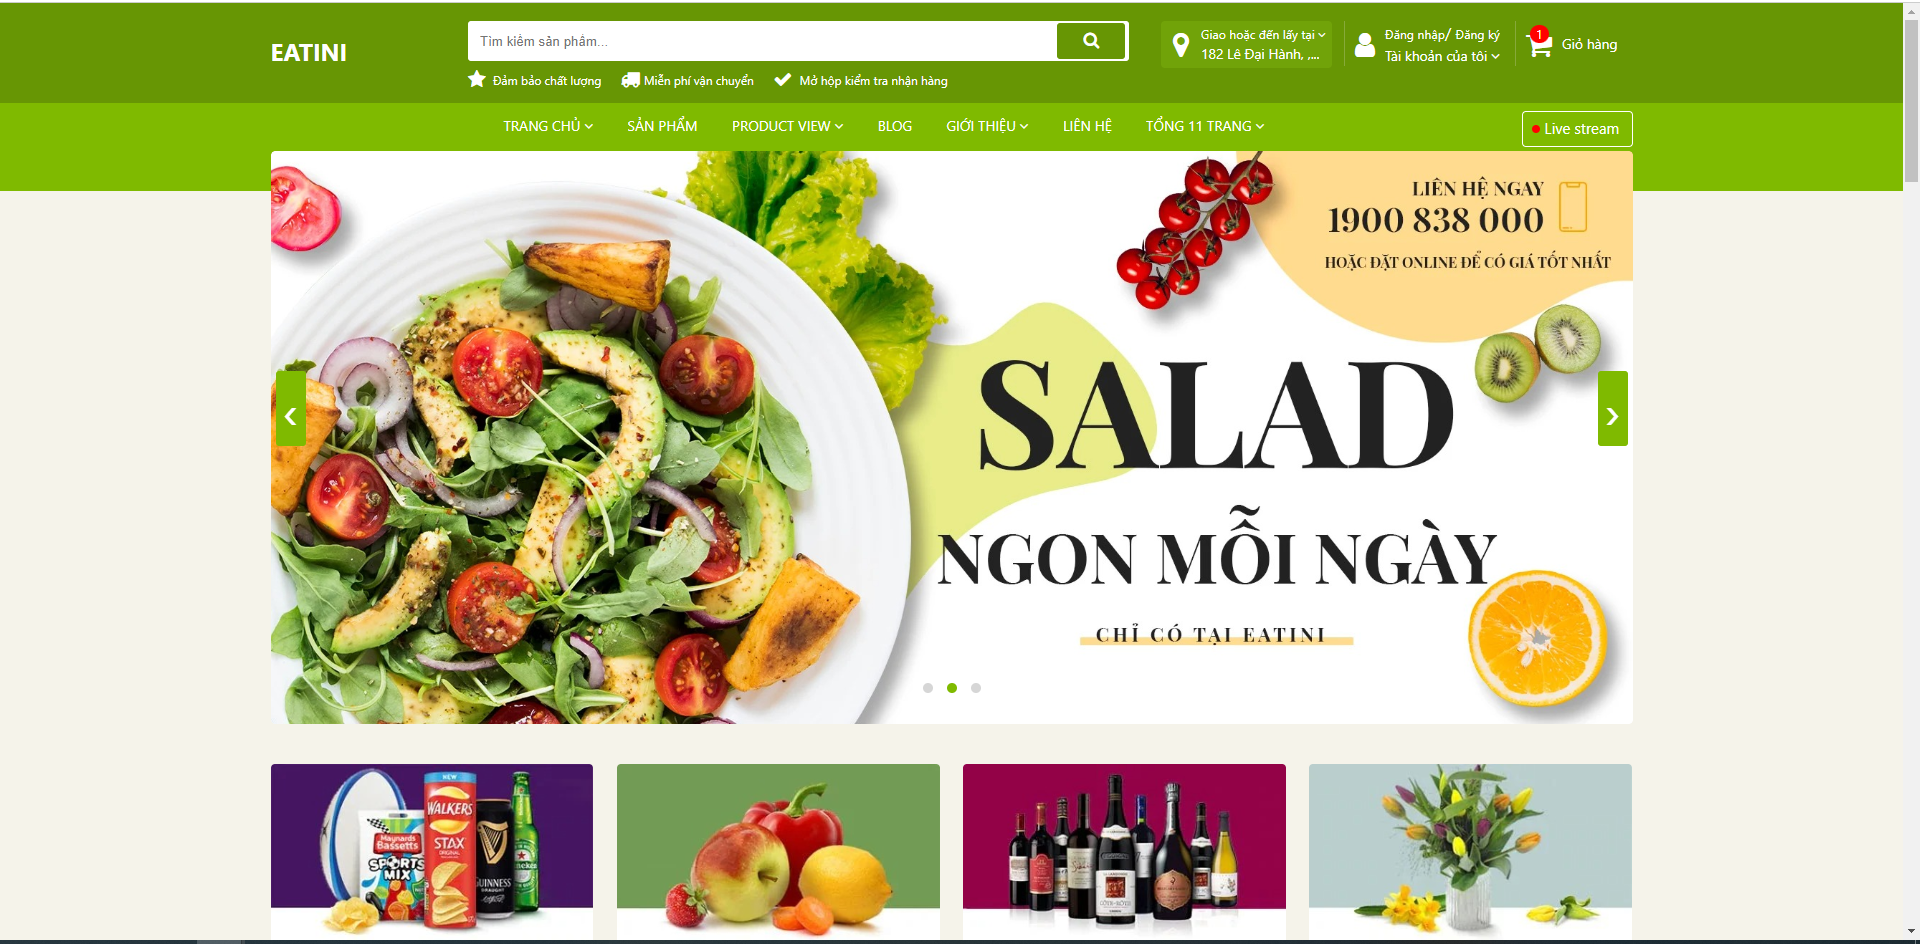 EATINI
Tìm kiếm sản phẩm...
Giao hoặc đến lấy tại
182 Lê Đại Hành, ,...
Đăng nhập/ Đăng ký
Tài khoản của tôi
1
Giỏ hàng
Đảm bảo chất lượng
Miễn phí vận chuyển
Mở hộp kiểm tra nhận hàng
TRANG CHỦ
SẢN PHẨM
PRODUCT VIEW
BLOG
GIỚI THIỆU
LIÊN HỆ
TỔNG 11 TRANG
Live stream
LIÊN HỆ NGAY
1900 838 000
HOẶC ĐẶT ONLINE ĐỂ CÓ GIÁ TỐT NHẤT
SALAD
NGON MỖI NGÀY
CHỈ CÓ TẠI EATINI
NEW
WALKERS
STAX
ORIGINAL
Maynards
Bassetts
SPORTS
MIX
GUINNESS
DRAUGHT
Heineken